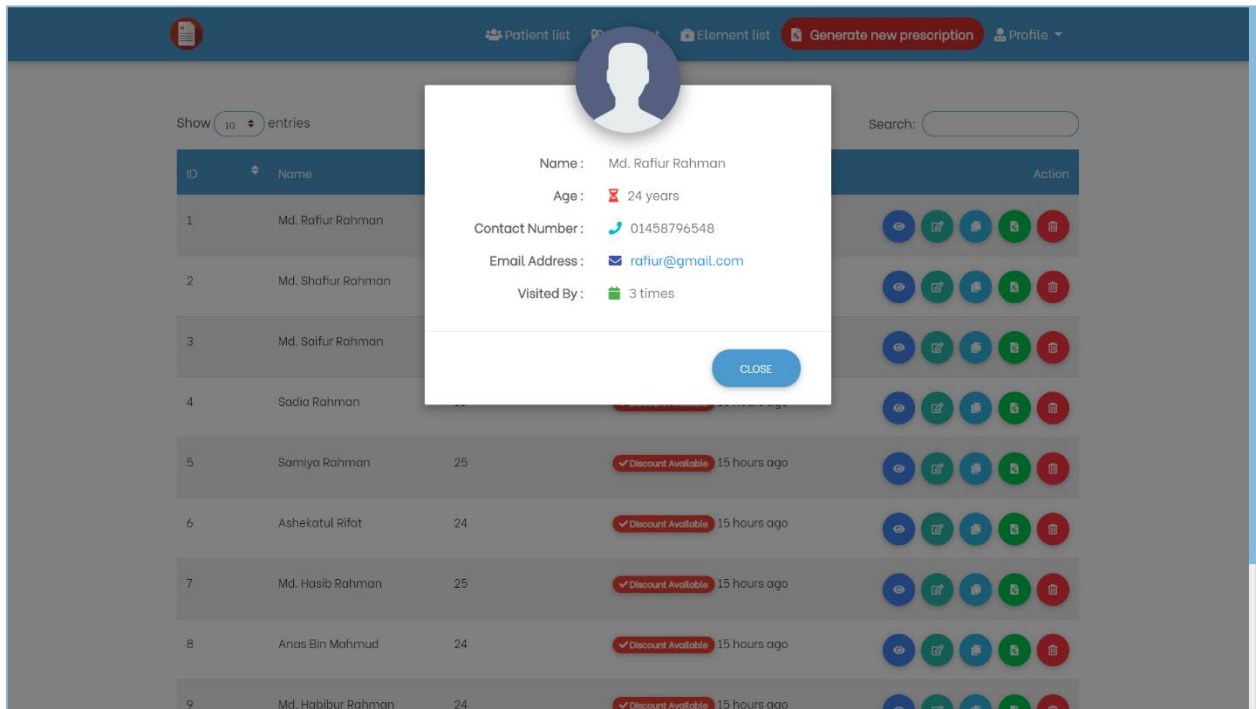 Patient list Element list Generate new prescription Profile
Show 10 entries Search:
ID Name Action
Name : Md. Rafiur Rahman
Age : 24 years
Contact Number : 01458796548
Email Address : rafiur@gmail.com
Visited By : 3 times
CLOSE
1 Md. Rafiur Rahman
2 Md. Shafiur Rahman
3 Md. Saifur Rahman
4 Sadia Rahman
5 Samiya Rahman 25 Discount Available 15 hours ago
6 Ashekatul Rifat 24 Discount Available 15 hours ago
7 Md. Hasib Rahman 25 Discount Available 15 hours ago
8 Anas Bin Mahmud 24 Discount Available 15 hours ago
9 Md. Habibur Rahman 24 Discount Available 15 hours ago